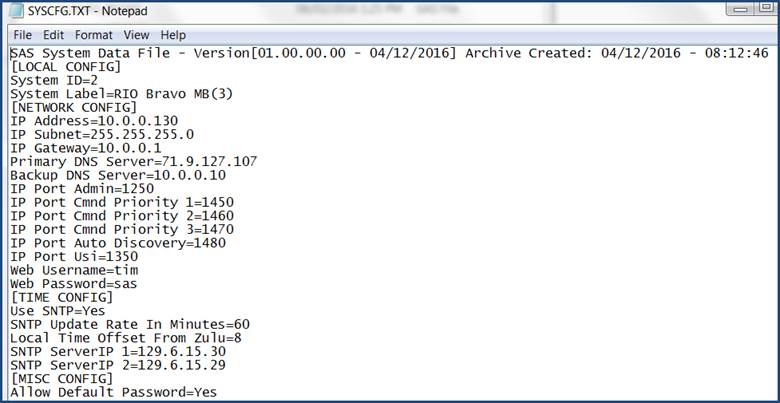 SYSCFG.TXT - Notepad
File Edit Format View Help
SAS System Data File - Version[01.00.00.00 - 04/12/2016] Archive Created: 04/12/2016 - 08:12:46
[LOCAL CONFIG]
System ID=2
System Label=RIO Bravo MB(3)
[NETWORK CONFIG]
IP Address=10.0.0.130
IP Subnet=255.255.255.0
IP Gateway=10.0.0.1
Primary DNS Server=71.9.127.107
Backup DNS Server=10.0.0.10
IP Port Admin=1250
IP Port Cmnd Priority 1=1450
IP Port Cmnd Priority 2=1460
IP Port Cmnd Priority 3=1470
IP Port Auto Discovery=1480
IP Port Usi=1350
Web Username=tim
Web Password=sas
[TIME CONFIG]
Use SNTP=Yes
SNTP Update Rate In Minutes=60
Local Time Offset From Zulu=8
SNTP ServerIP 1=129.6.15.30
SNTP ServerIP 2=129.6.15.29
[MISC CONFIG]
Allow Default Password=Yes